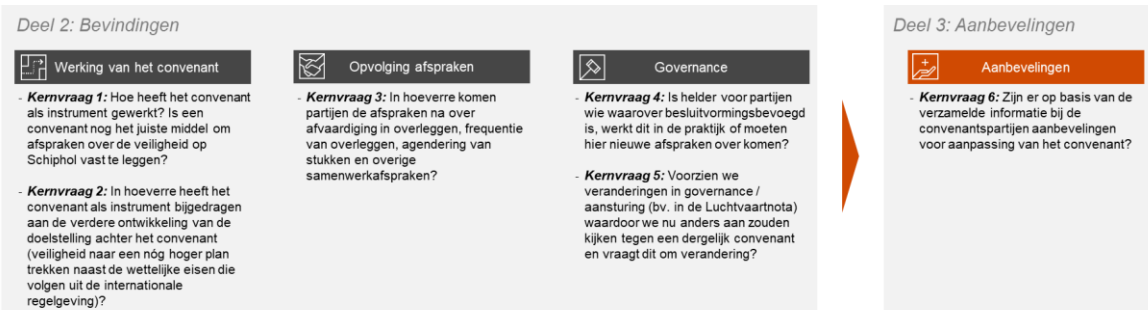 Deel 2: Bevindingen
Werking van het convenant
- Kernvraag 1: Hoe heeft het convenant
als instrument gewerkt? Is een
convenant nog het juiste middel om
afspraken over de veiligheid op
Schiphol vast te leggen?
- Kernvraag 2: In hoeverre heeft het
convenant als instrument bijgedragen
aan de verdere ontwikkeling van de
doelstelling achter het convenant
(veiligheid naar een nóg hoger plan
trekken naast de wettelijke eisen die
volgen uit de internationale
regelgeving)?
Opvolging afspraken
- Kernvraag 3: In hoeverre komen
partijen de afspraken na over
afvaardiging in overleggen, frequentie
van overleggen, agendering van
stukken en overige
samenwerkafspraken?
Governance
- Kernvraag 4: Is helder voor partijen
wie waarover besluitvormingsbevoegd
is, werkt dit in de praktijk of moeten
hier nieuwe afspraken over komen?
- Kernvraag 5: Voorzien we
veranderingen in governance /
aansturing (bv. in de Luchtvaartnota)
waardoor we nu anders aan zouden
kijken tegen een dergelijk convenant
en vraagt dit om verandering?
Deel 3: Aanbevelingen
Aanbevelingen
- Kernvraag 6: Zijn er op basis van de
verzamelde informatie bij de
convenantspartijen aanbevelingen
voor aanpassing van het convenant?